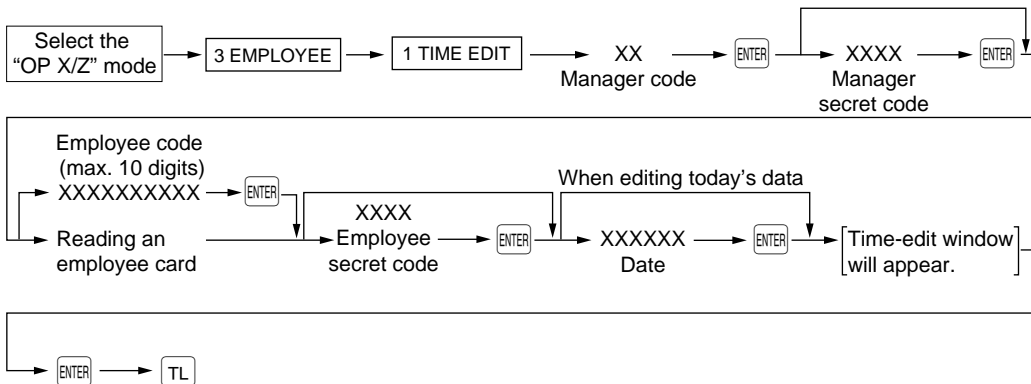 Select the
“OP X/Z” mode
3 EMPLOYEE
1 TIME EDIT
XX
Manager code
ENTER
XXXX
Manager
secret code
ENTER
Employee code
(max. 10 digits)
XXXXXXXXXX
ENTER
Reading an
employee card
XXXX
Employee
secret code
ENTER
When editing today’s data
XXXXXX
Date
ENTER
Time-edit window
will appear.
ENTER
TL